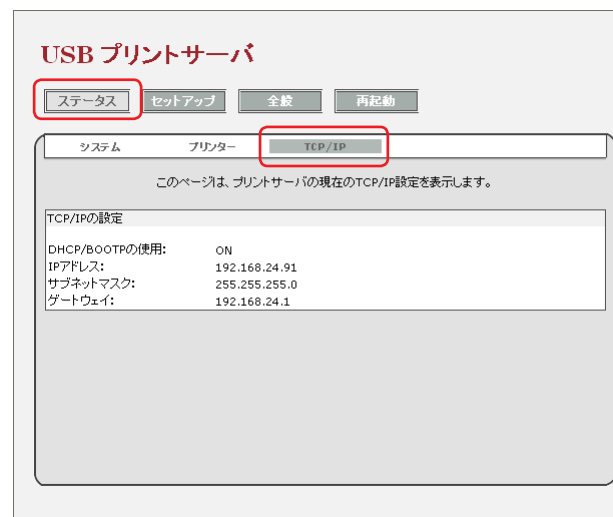 USB プリントサーバ
ステータス セットアップ 全般 再起動
システム プリンター TCP/IP
このページは、プリントサーバの現在のTCP/IP設定を表示します。
TCP/IPの設定
DHCP/BOOTPの使用: ON
IPアドレス: 192.168.24.91
サブネットマスク: 255.255.255.0
ゲートウェイ: 192.168.24.1